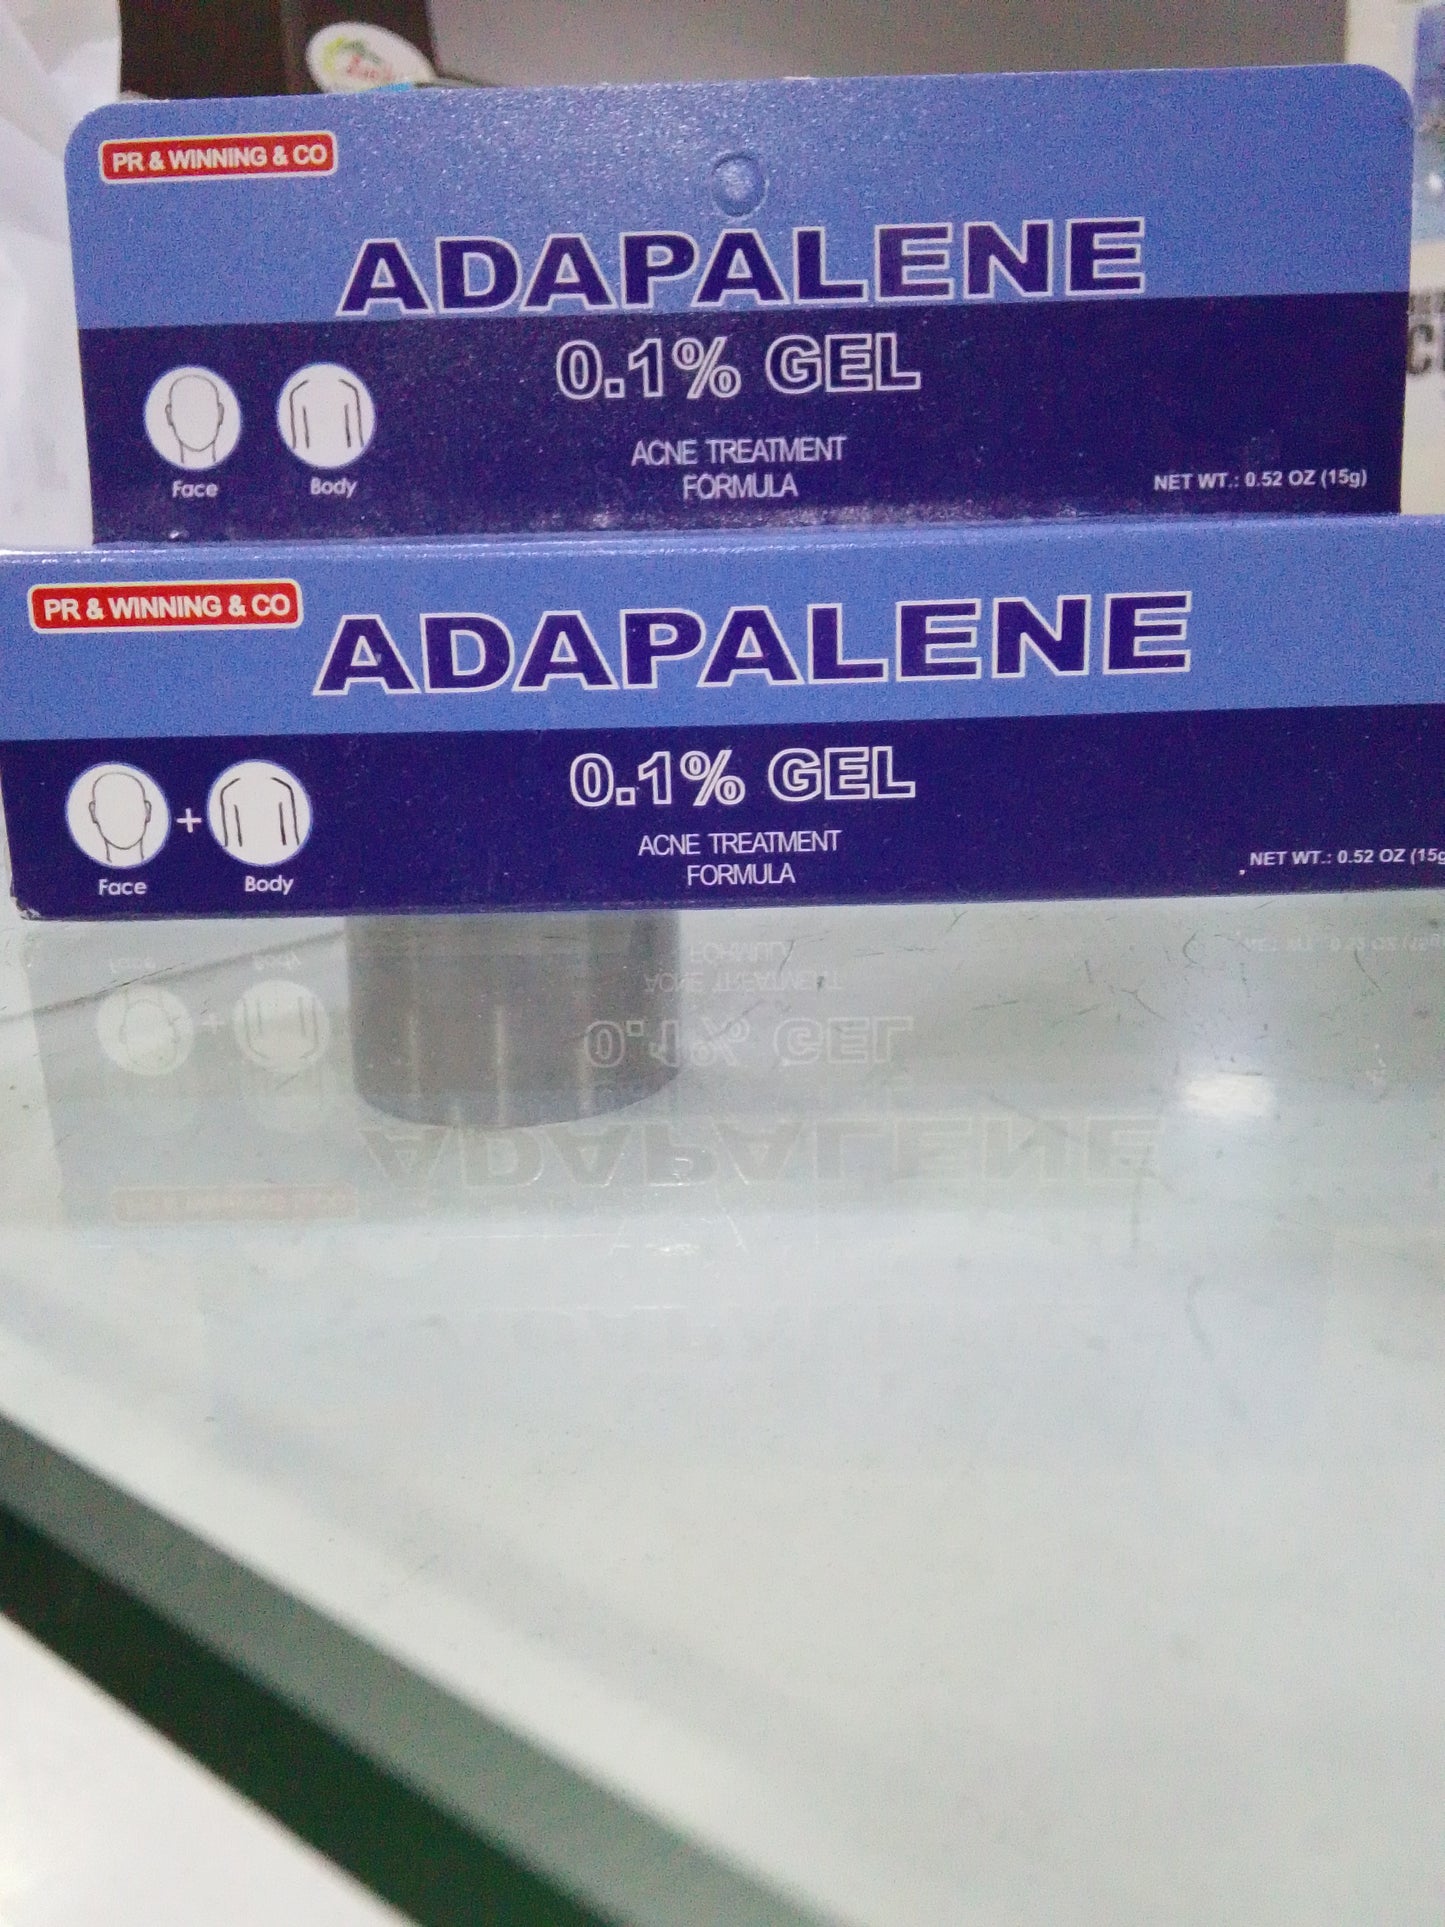 PR & WINNING & CO
ADAPALENE
0.1% GEL
ACNE TREATMENT
FORMULA
Face
Body
NET WT.: 0.52 OZ (15g)
PR & WINNING & CO
ADAPALENE
0.1% GEL
ACNE TREATMENT
FORMULA
Face
+
Body
NET WT.: 0.52 OZ (15g